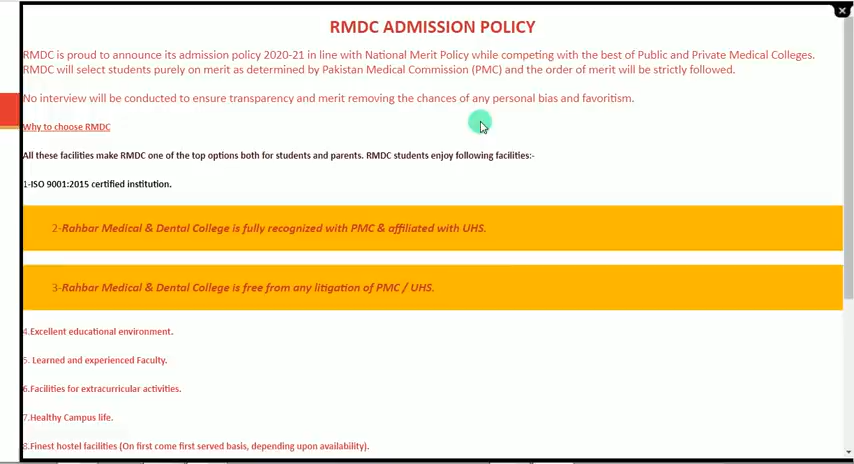 RMDC ADMISSION POLICY
RMDC is proud to announce its admission policy 2020-21 in line with National Merit Policy while competing with the best of Public and Private Medical Colleges.
RMDC will select students purely on merit as determined by Pakistan Medical Commission (PMC) and the order of merit will be strictly followed.
No interview will be conducted to ensure transparency and merit removing the chances of any personal bias and favoritism.
Why to choose RMDC
All these facilities make RMDC one of the top options both for students and parents. RMDC students enjoy following facilities:-
1-ISO 9001:2015 certified institution.
2-Rahbar Medical & Dental College is fully recognized with PMC & affiliated with UHS.
3-Rahbar Medical & Dental College is free from any litigation of PMC / UHS.
4.Excellent educational environment.
5. Learned and experienced Faculty.
6.Facilities for extracurricular activities.
7.Healthy Campus life.
8.Finest hostel facilities (On first come first served basis, depending upon availability).